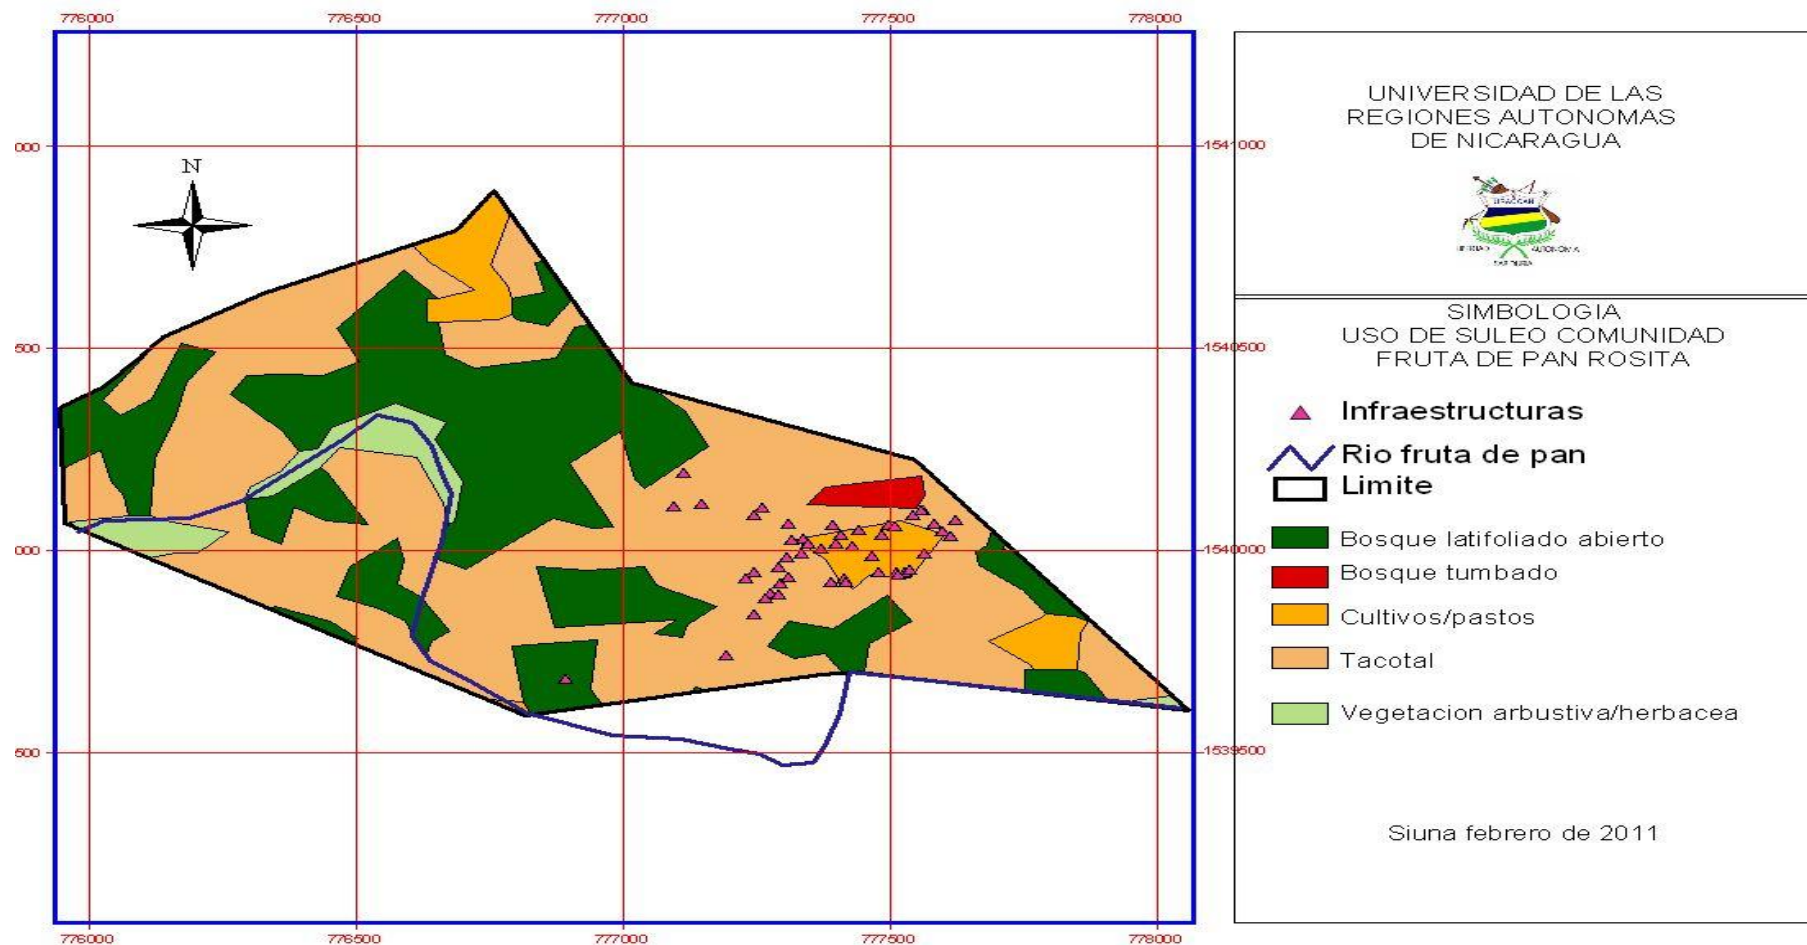 776000 776500 777000 777500 778000
N
000
500
000
500
1541000
1540500
1540000
1539500
776000 776500 777000 777500 778000
UNIVERSIDAD DE LAS
REGIONES AUTONOMAS
DE NICARAGUA
URACCAN
AUTONOMIA
SIMBOLOGIA
USO DE SULEO COMUNIDAD
FRUTA DE PAN ROSITA
Infraestructuras
Rio fruta de pan
Limite
Bosque latifoliado abierto
Bosque tumbado
Cultivos/pastos
Tacotal
Vegetacion arbustiva/herbacea
Siuna febrero de 2011